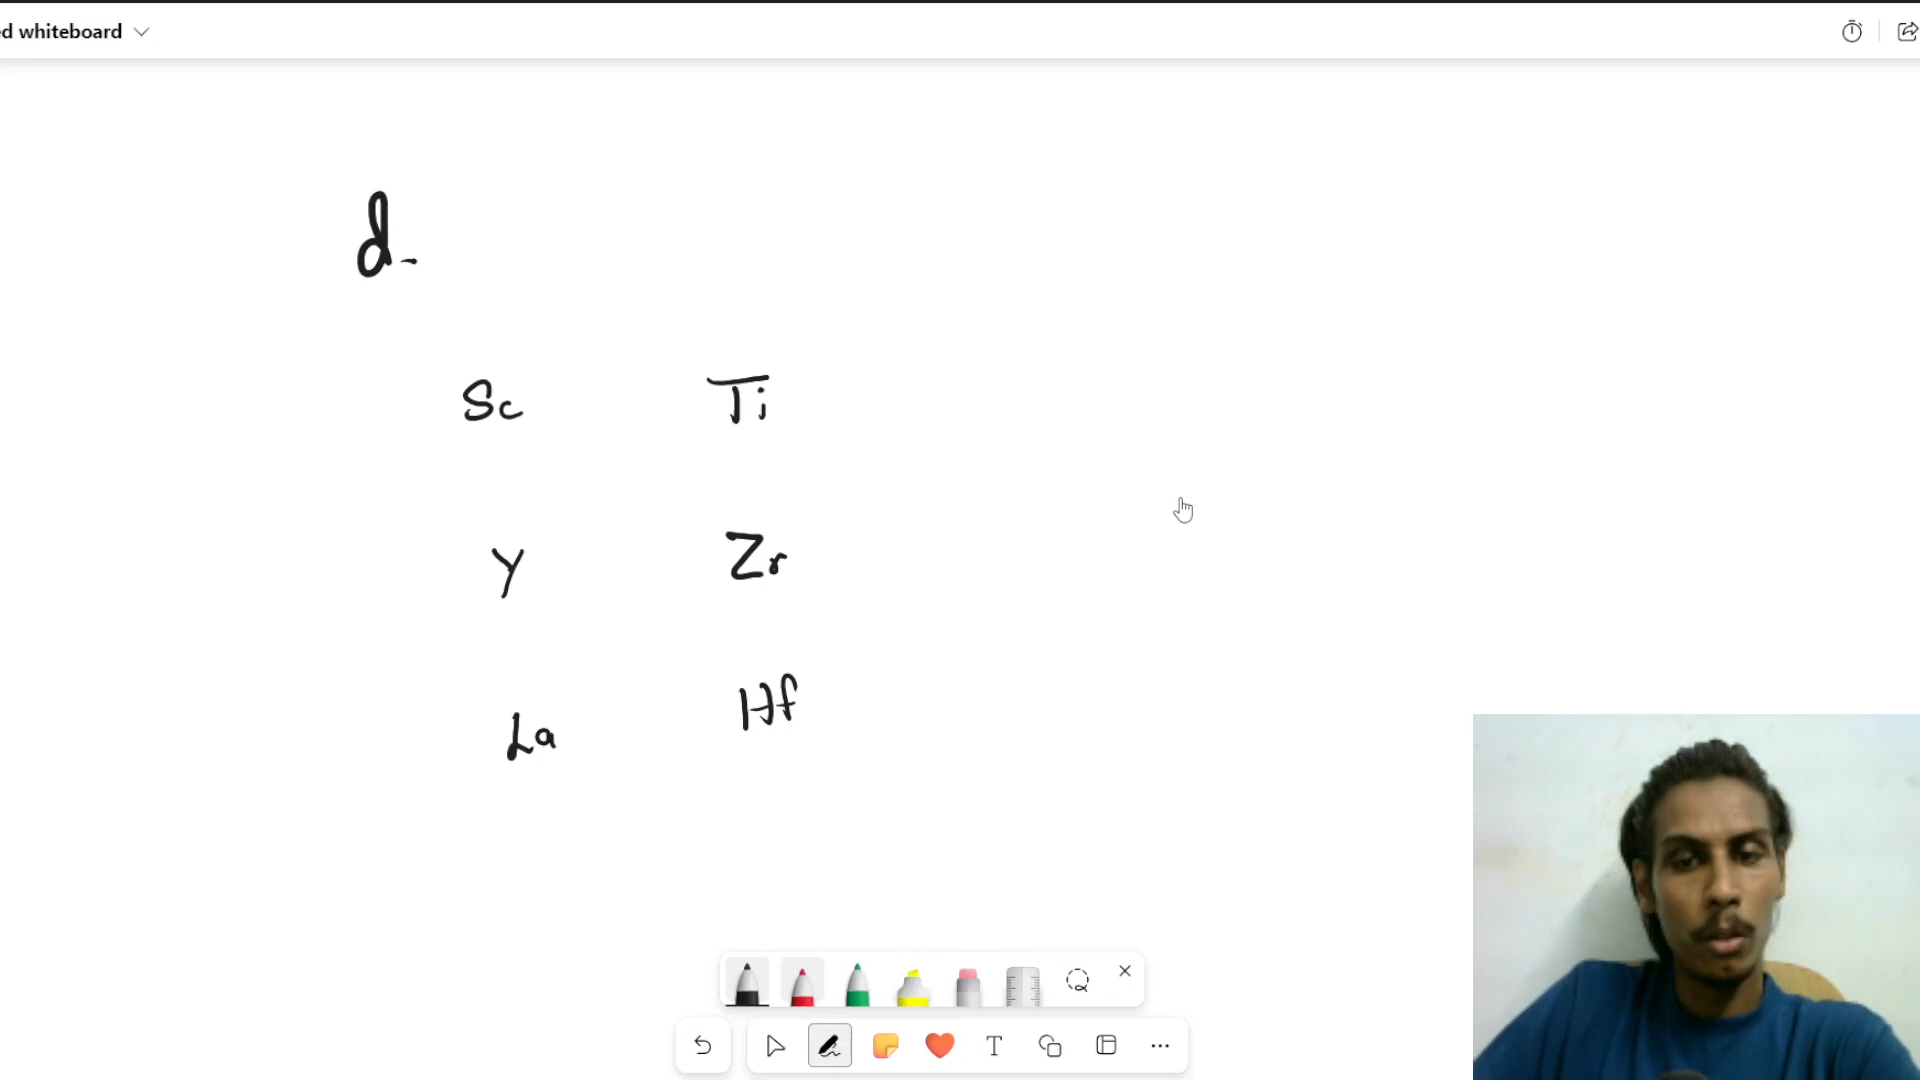 d whiteboard
d-
Sc Ti
Y Zr
La Hf
T